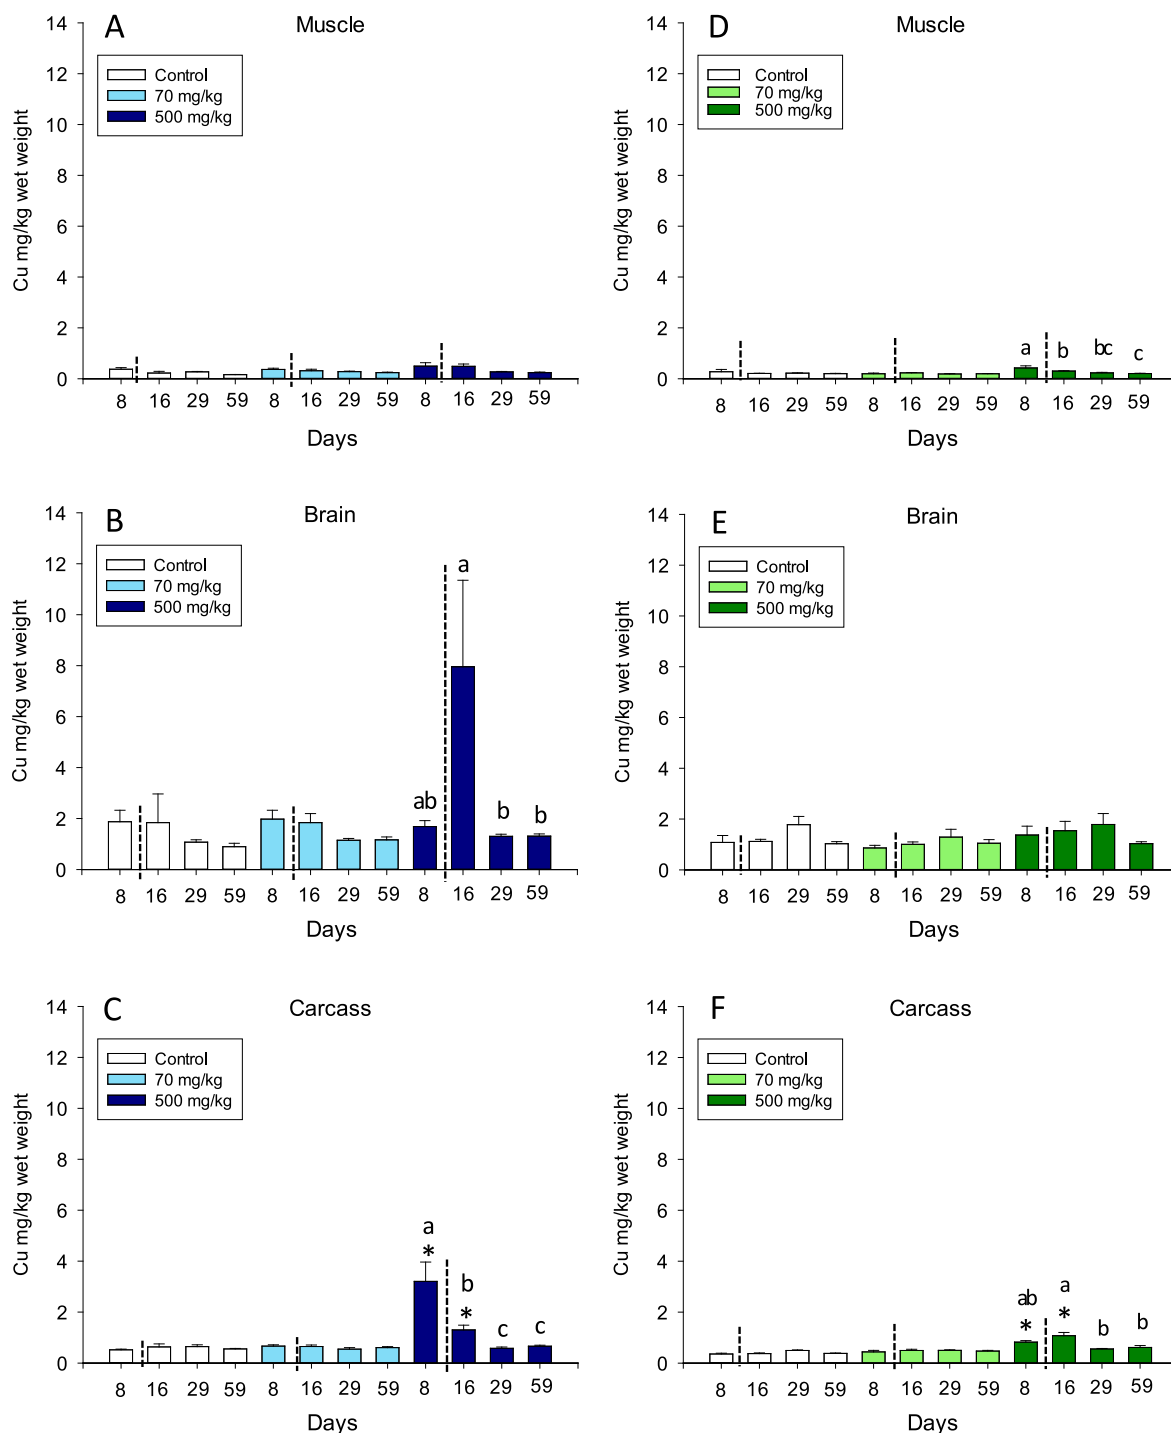 A
Muscle
Control
70 mg/kg
500 mg/kg
Cu mg/kg wet weight
14
12
10
8
6
4
2
0
8 16 29 59 8 16 29 59 8 16 29 59
Days
D
Muscle
Control
70 mg/kg
500 mg/kg
Cu mg/kg wet weight
14
12
10
8
6
4
2
0
a b bc c
8 16 29 59 8 16 29 59 8 16 29 59
Days
B
Brain
Control
70 mg/kg
500 mg/kg
Cu mg/kg wet weight
14
12
10
8
6
4
2
0
ab a b b
8 16 29 59 8 16 29 59 8 16 29 59
Days
E
Brain
Control
70 mg/kg
500 mg/kg
Cu mg/kg wet weight
14
12
10
8
6
4
2
0
8 16 29 59 8 16 29 59 8 16 29 59
Days
C
Carcass
Control
70 mg/kg
500 mg/kg
Cu mg/kg wet weight
14
12
10
8
6
4
2
0
a b c c
* *
8 16 29 59 8 16 29 59 8 16 29 59
Days
F
Carcass
Control
70 mg/kg
500 mg/kg
Cu mg/kg wet weight
14
12
10
8
6
4
2
0
ab a b b
* *
8 16 29 59 8 16 29 59 8 16 29 59
Days